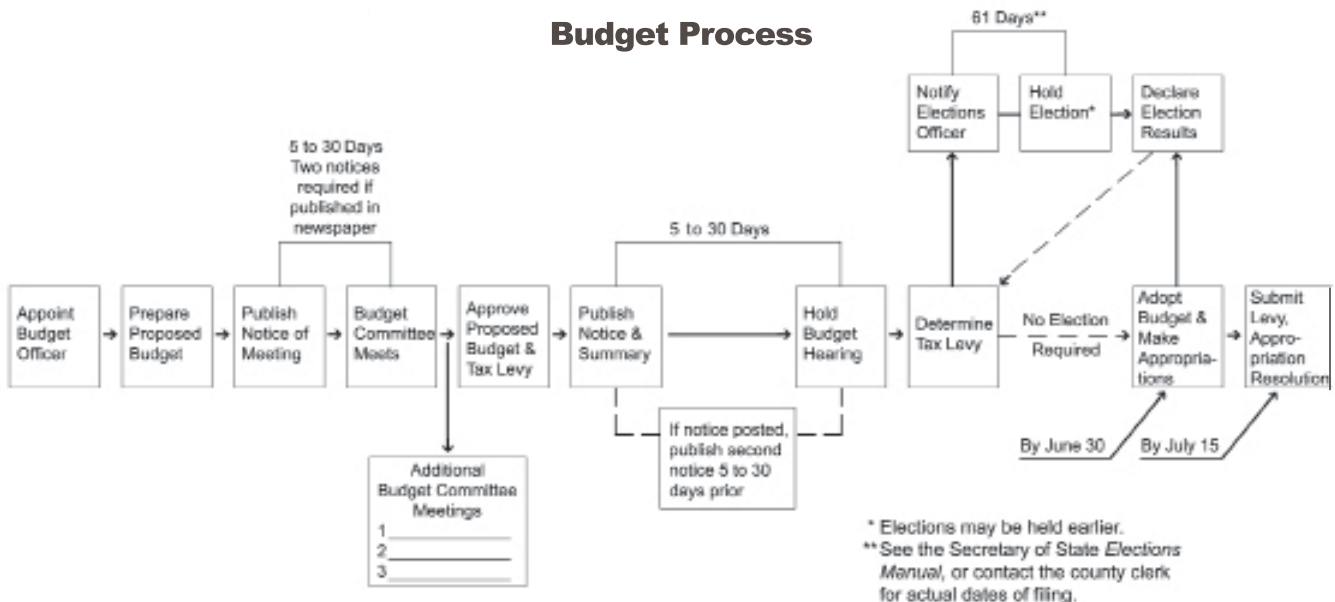 Budget Process
61 Days**
Notify
Elections
Officer
Hold
Election*
Declare
Election
Results
5 to 30 Days
Two notices
required if
published in
newspaper
5 to 30 Days
Appoint
Budget
Officer
Prepare
Proposed
Budget
Publish
Notice of
Meeting
Budget
Committee
Meets
Approve
Proposed
Budget &
Tax Levy
Publish
Notice &
Summary
Hold
Budget
Hearing
Determine
Tax Levy
No Election
Required
Adopt
Budget &
Make
Appropria-
tions
Submit
Levy,
Appro-
priation
Resolution
If notice posted,
publish second
notice 5 to 30
days prior
By June 30
By July 15
Additional
Budget Committee
Meetings
1
2
3
* Elections may be held earlier.
** See the Secretary of State Elections
Manual, or contact the county clerk
for actual dates of filing.